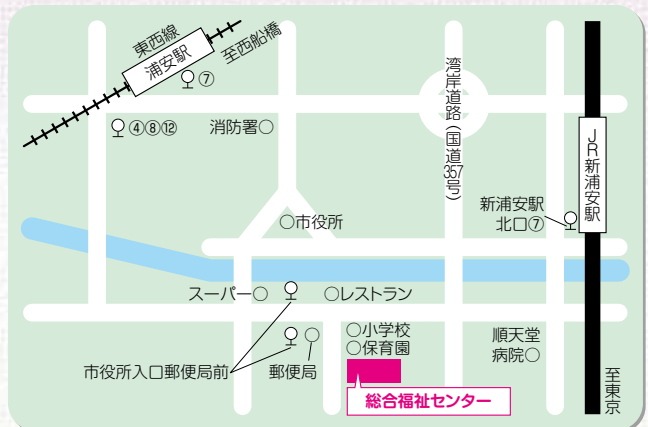 東西線
浦安駅
至西船橋
⑦
④⑧⑫
消防署○
湾岸道路(国道357号)
JR新浦安駅
新浦安駅
北口⑦
○市役所
スーパー○
○レストラン
○小学校
○保育園
順天堂
病院○
市役所入口郵便局前
郵便局
総合福祉センター
至東京